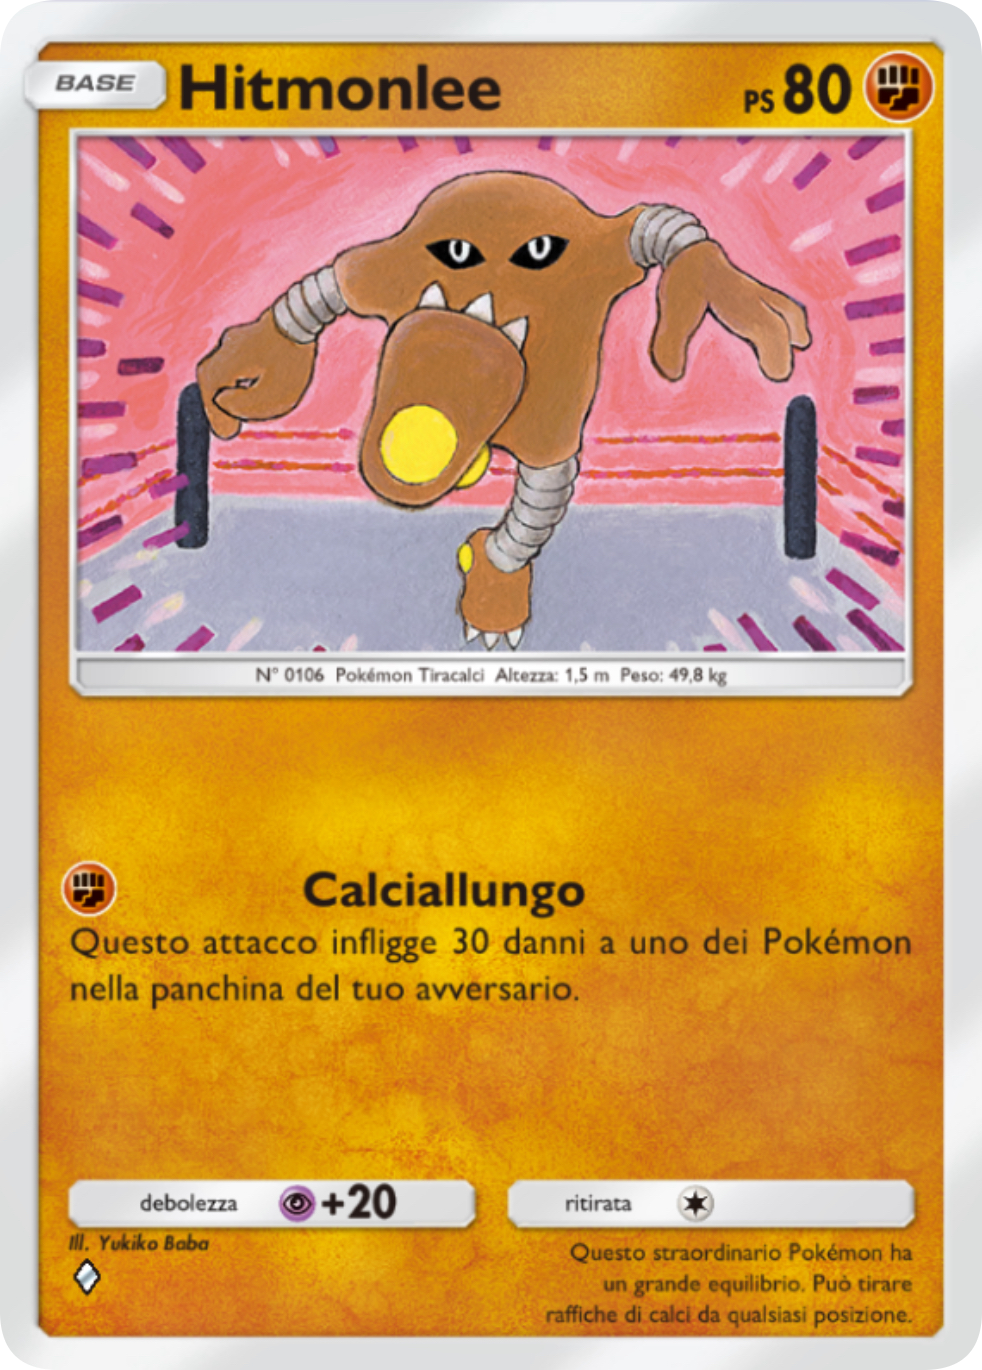 BASE
Hitmonlee
PS 80
N° 0106 Pokémon Tiracalci Altezza: 1,5 m Peso: 49,8 kg
Calciallungo
Questo attacco infligge 30 danni a uno dei Pokémon
nella panchina del tuo avversario.
debolezza +20
ritirata
Ill. Yukiko Baba
Questo straordinario Pokémon ha
un grande equilibrio. Può tirare
raffiche di calci da qualsiasi posizione.